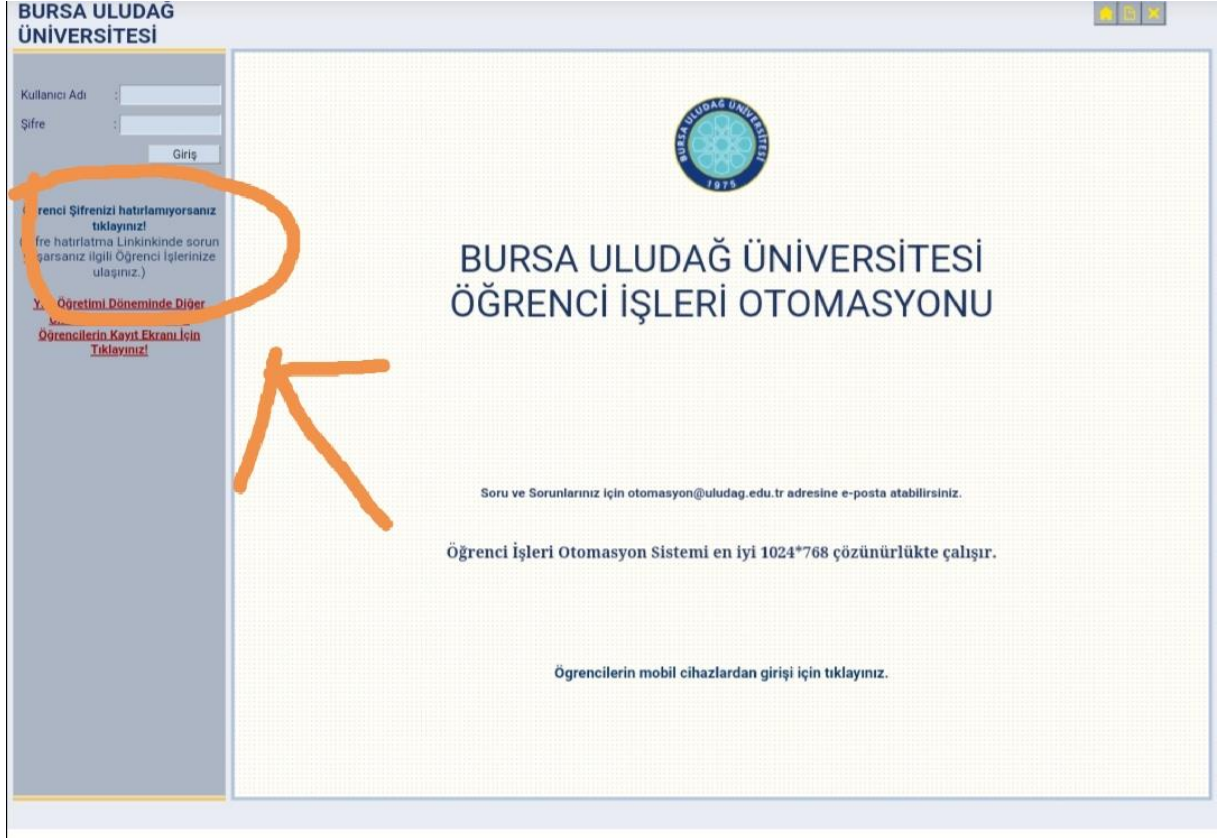 BURSA ULUDAĞ
ÜNİVERSİTESİ
Kullanıcı Adı :
Şifre :
Giriş
Şifrenizi hatırlamıyorsanız
tıklayınız!
hatırlatma Linkinkinde sorun
ilgili Öğrenci İşlerinize
ulaşınız.)
Öğretimi Döneminde Diğer
Öğrencilerin Kayıt Ekranı İçin
Tıklayınız!
BURSA ULUDAĞ ÜNİVERSİTESİ
1975
BURSA ULUDAĞ ÜNİVERSİTESİ
ÖĞRENCİ İŞLERİ OTOMASYONU
Soru ve Sorunlarınız için otomasyon@uludag.edu.tr adresine e-posta atabilirsiniz.
Öğrenci İşleri Otomasyon Sistemi en iyi 1024*768 çözünürlükte çalışır.
Ögrencilerin mobil cihazlardan girişi için tıklayınız.